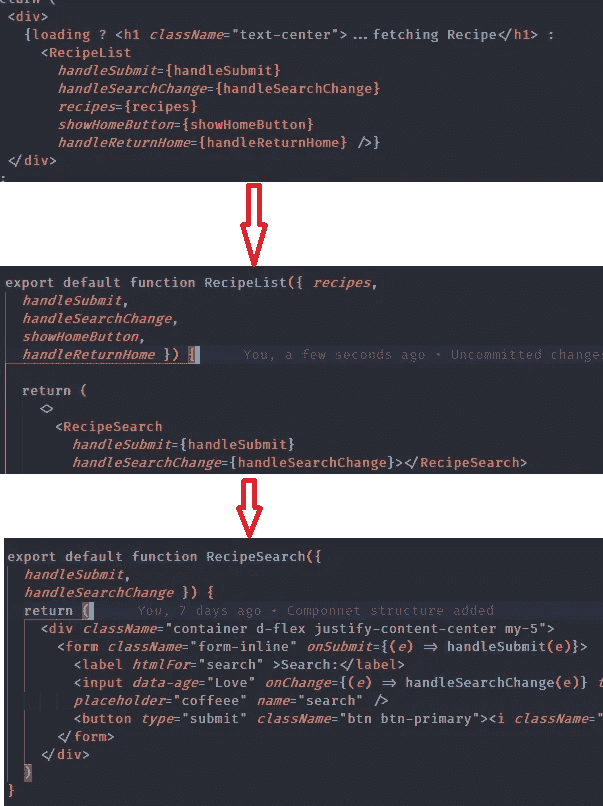 <div>
{loading ? <h1 className="text-center">...fetching Recipe</h1> :
<RecipeList
handleSubmit={handleSubmit}
handleSearchChange={handleSearchChange}
recipes={recipes}
showHomeButton={showHomeButton}
handleReturnHome={handleReturnHome} />}
</div>
export default function RecipeList({ recipes,
handleSubmit,
handleSearchChange,
showHomeButton,
handleReturnHome }) { You, a few seconds ago • Uncommitted changes
return (
<>
<RecipeSearch
handleSubmit={handleSubmit}
handleSearchChange={handleSearchChange}></RecipeSearch>
export default function RecipeSearch({
handleSubmit,
handleSearchChange }) {
return ( You, 7 days ago • Componnet structure added
<div className="container d-flex justify-content-center my-5">
<form className="form-inline" onSubmit={(e) => handleSubmit(e)}>
<label htmlFor="search" >Search:</label>
<input data-age="Love" onChange={(e) => handleSearchChange(e)} t
placeholder="coffeee" name="search" />
<button type="submit" className="btn btn-primary"><i className="
</form>
</div>
)
}